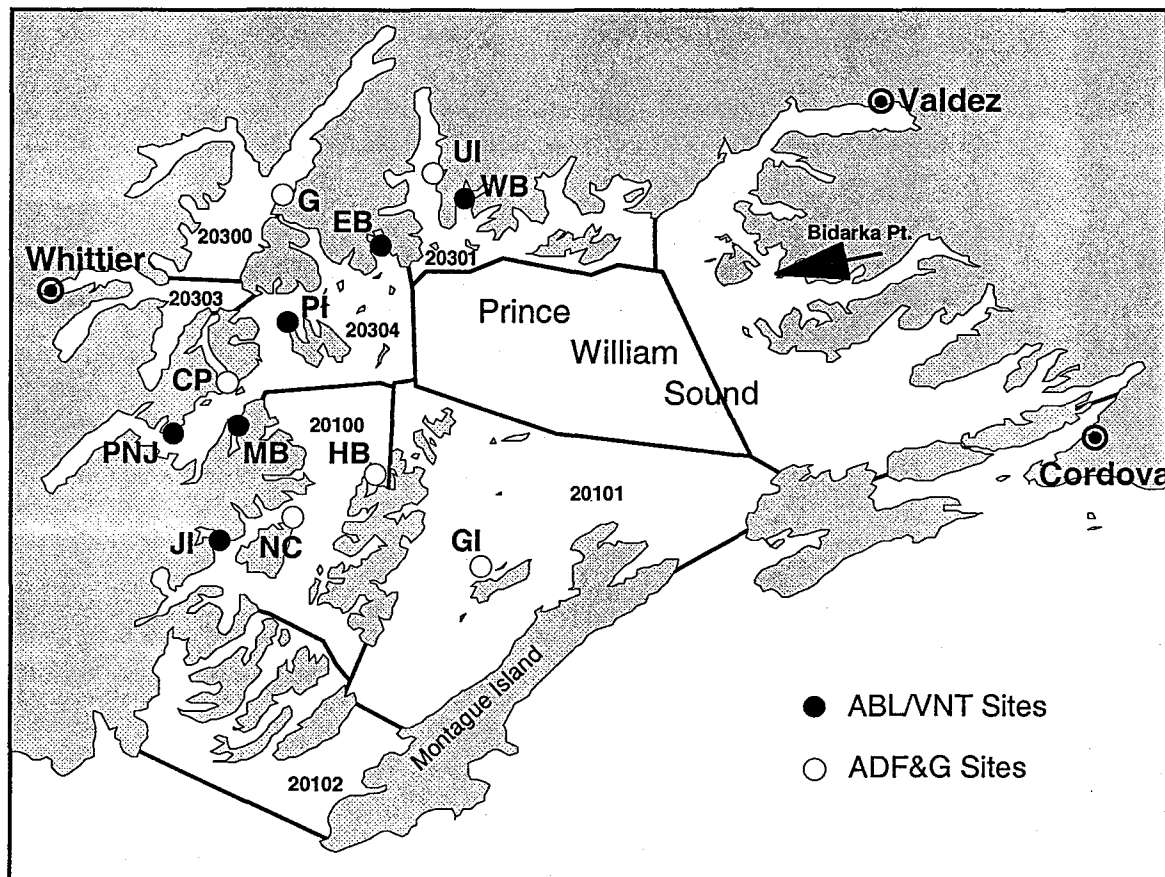 Valdez
UI
WB
G
EB
Bidarka Pt.
20300
20301
Whittier
20303
PI
20304
Prince
William
Sound
CP
PNJ
MB
20100
HB
Cordova
20101
JI
NC
GI
Montague Island
ABL/VNT Sites
ADF&G Sites
20102